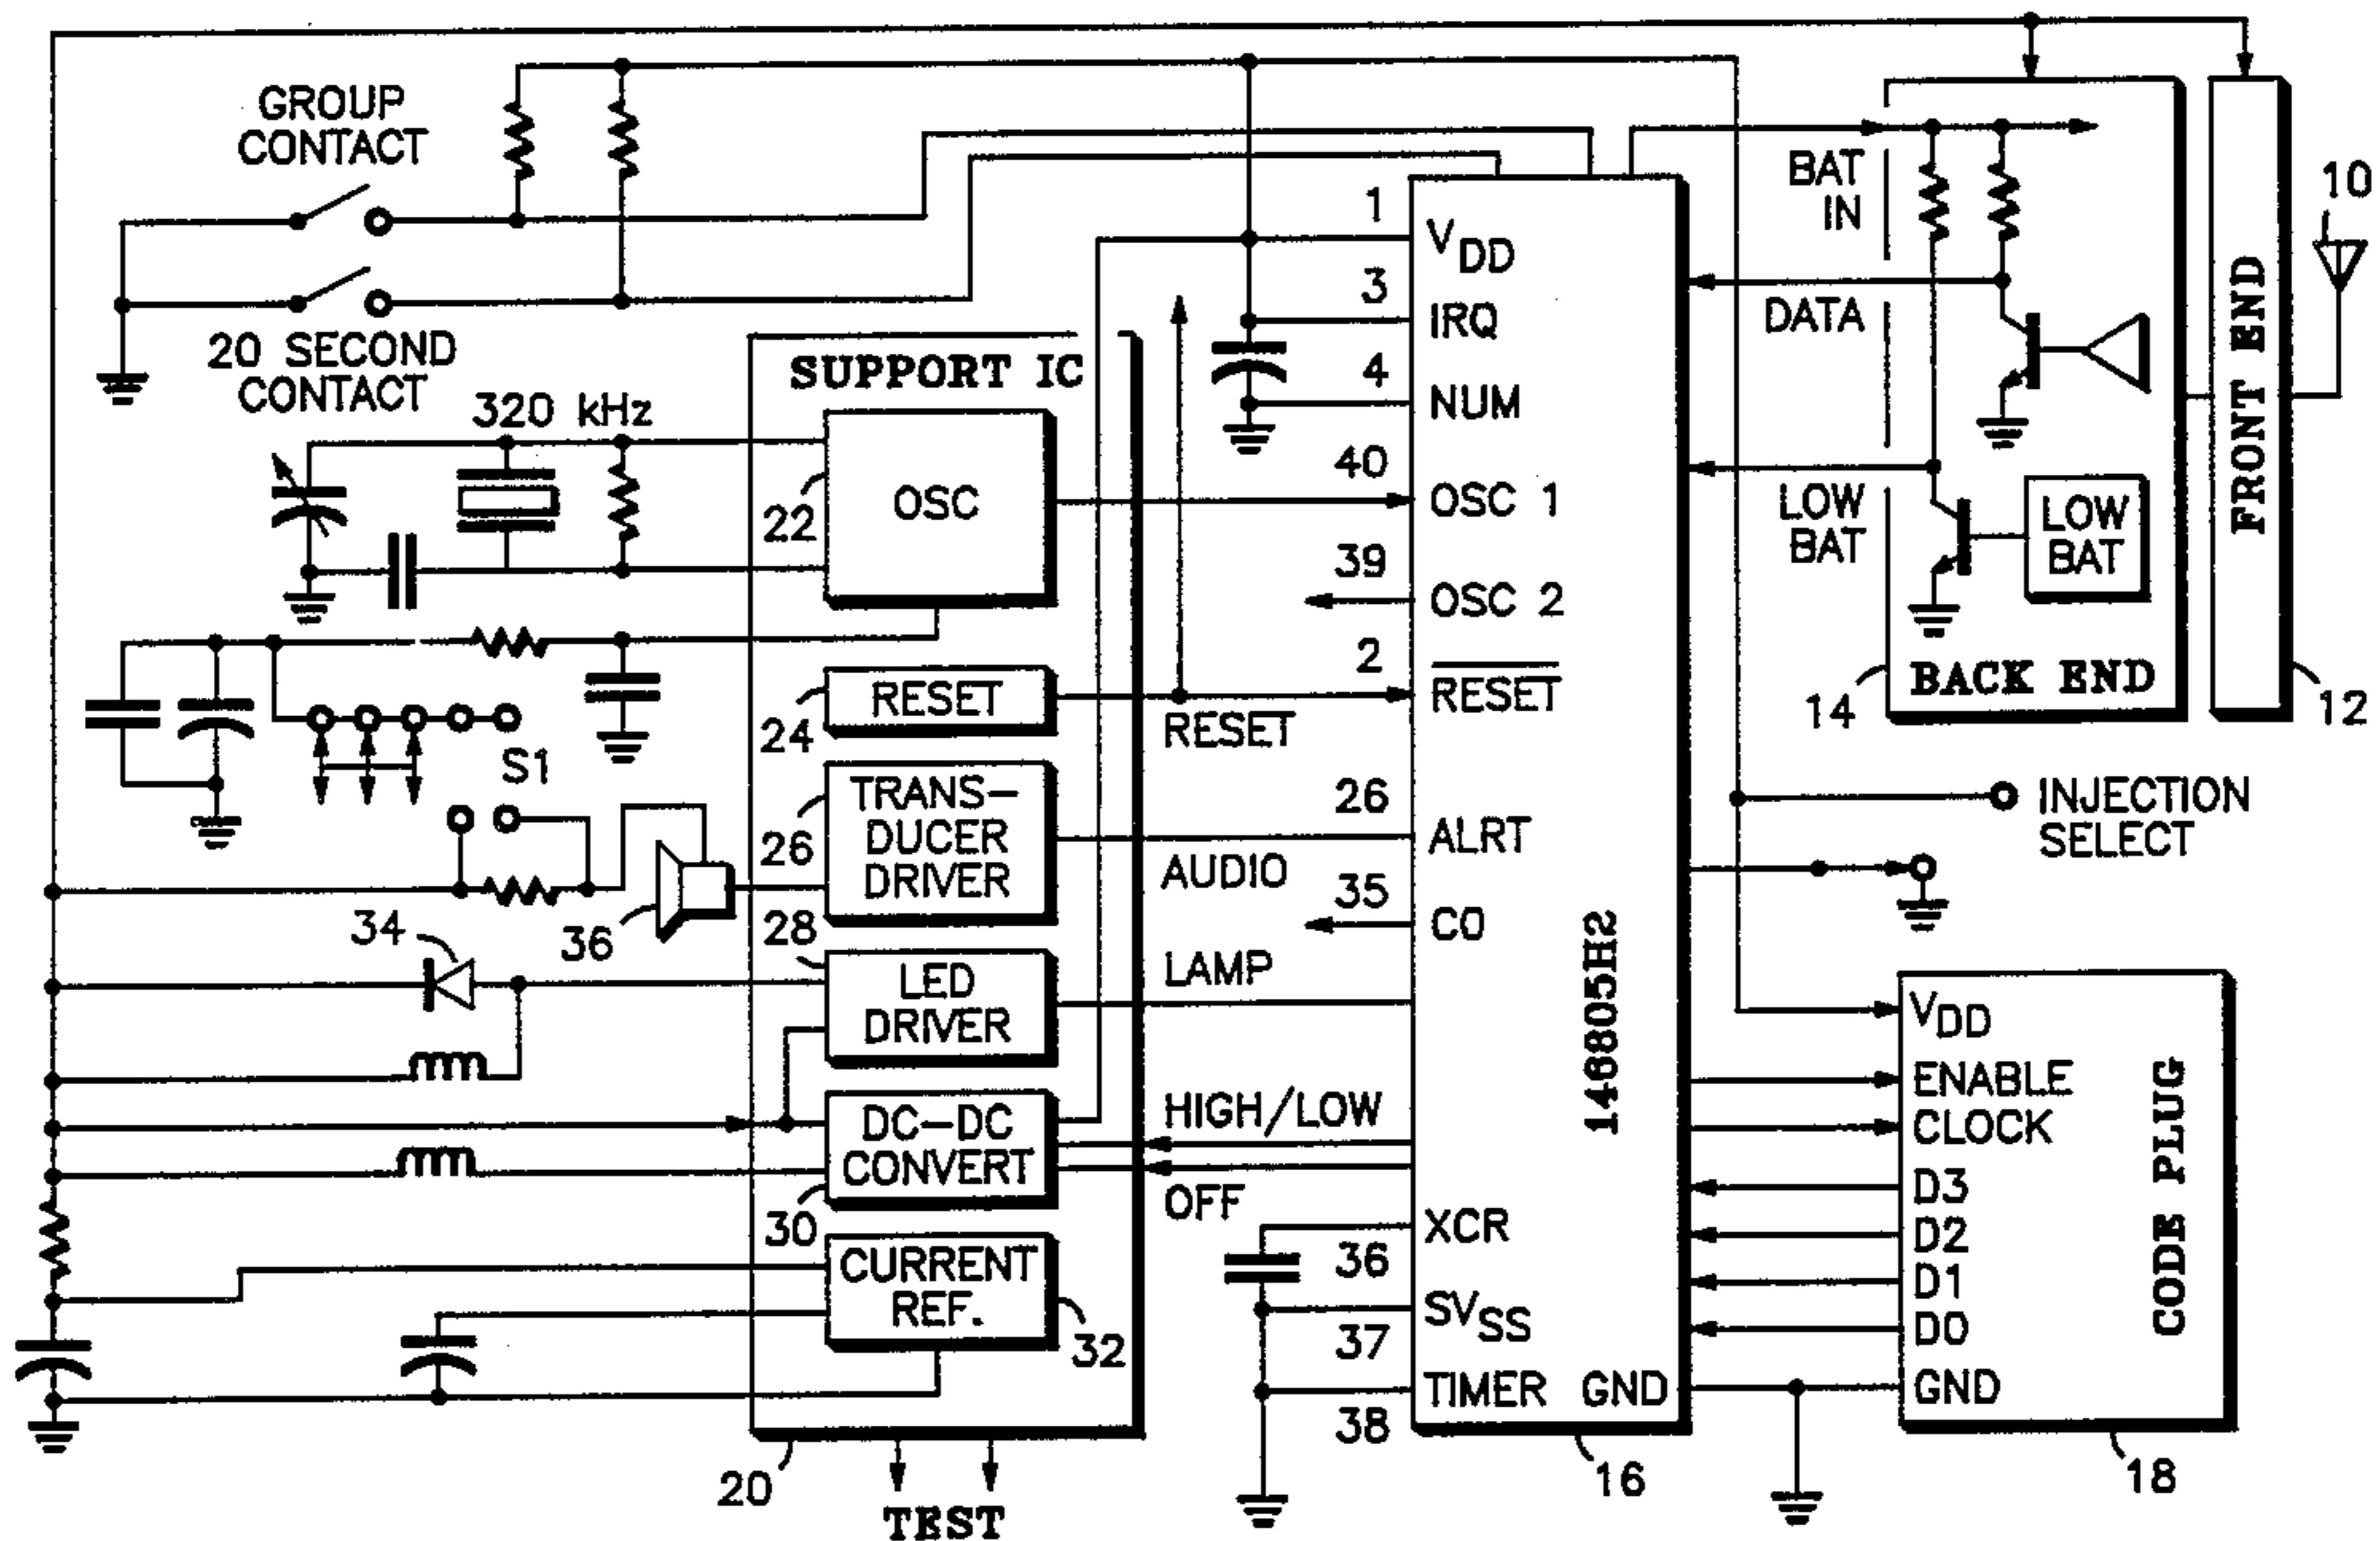 GROUP
CONTACT
20 SECOND
CONTACT
320 kHz
SUPPORT IC
OSC
22
RESET
24
TRANS-
DUCER
DRIVER
26
28
LED
DRIVER
DC-DC
CONVERT
30
CURRENT
REF.
32
20
TEST
S1
34
36
RESET
AUDIO
LAMP
HIGH/LOW
OFF
1
VDD
3
IRQ
4
NUM
40
OSC 1
39
OSC 2
2
RESET
26
ALRT
35
CO
XCR
36
SVSS
37
TIMER
38
GND
146805H2
16
BAT
IN
DATA
LOW
BAT
LOW
BAT
BACK END
14
FRONT END
12
10
INJECTION
SELECT
VDD
ENABLE
CLOCK
D3
D2
D1
D0
GND
CODE PLUG
18